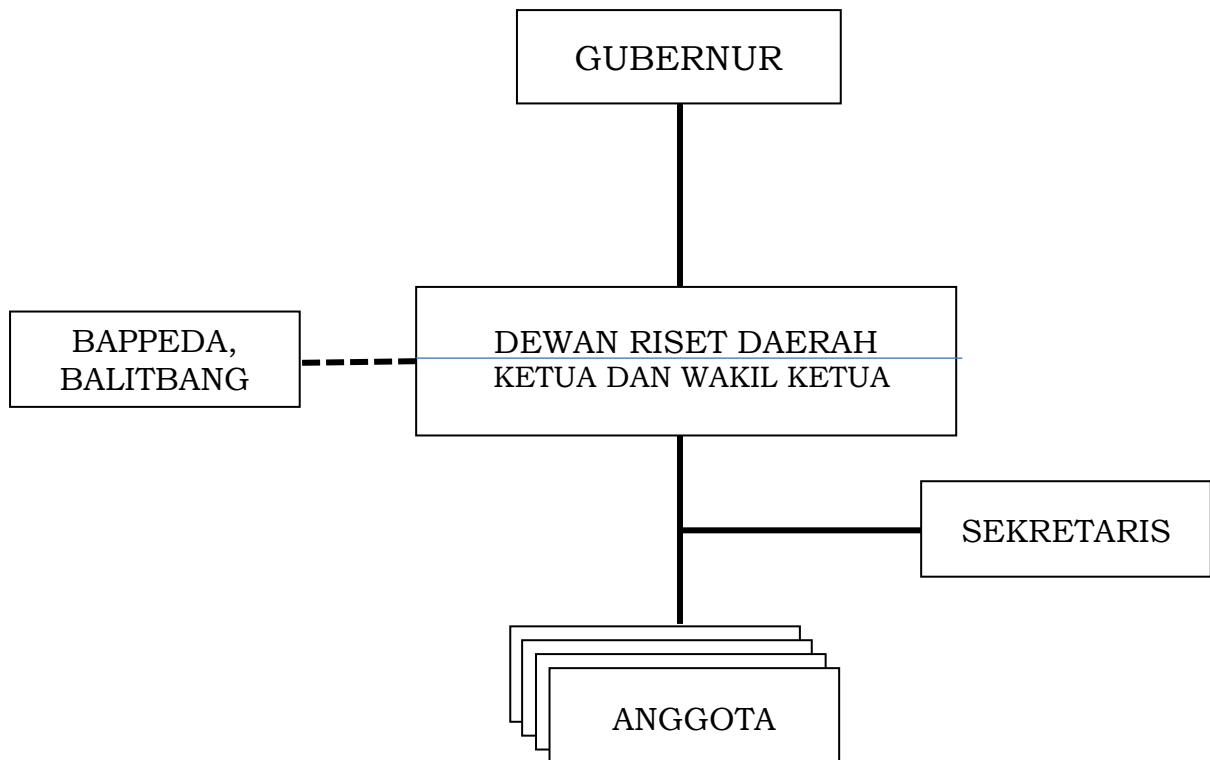 GUBERNUR
BAPPEDA,
BALITBANG
DEWAN RISET DAERAH
KETUA DAN WAKIL KETUA
SEKRETARIS
ANGGOTA